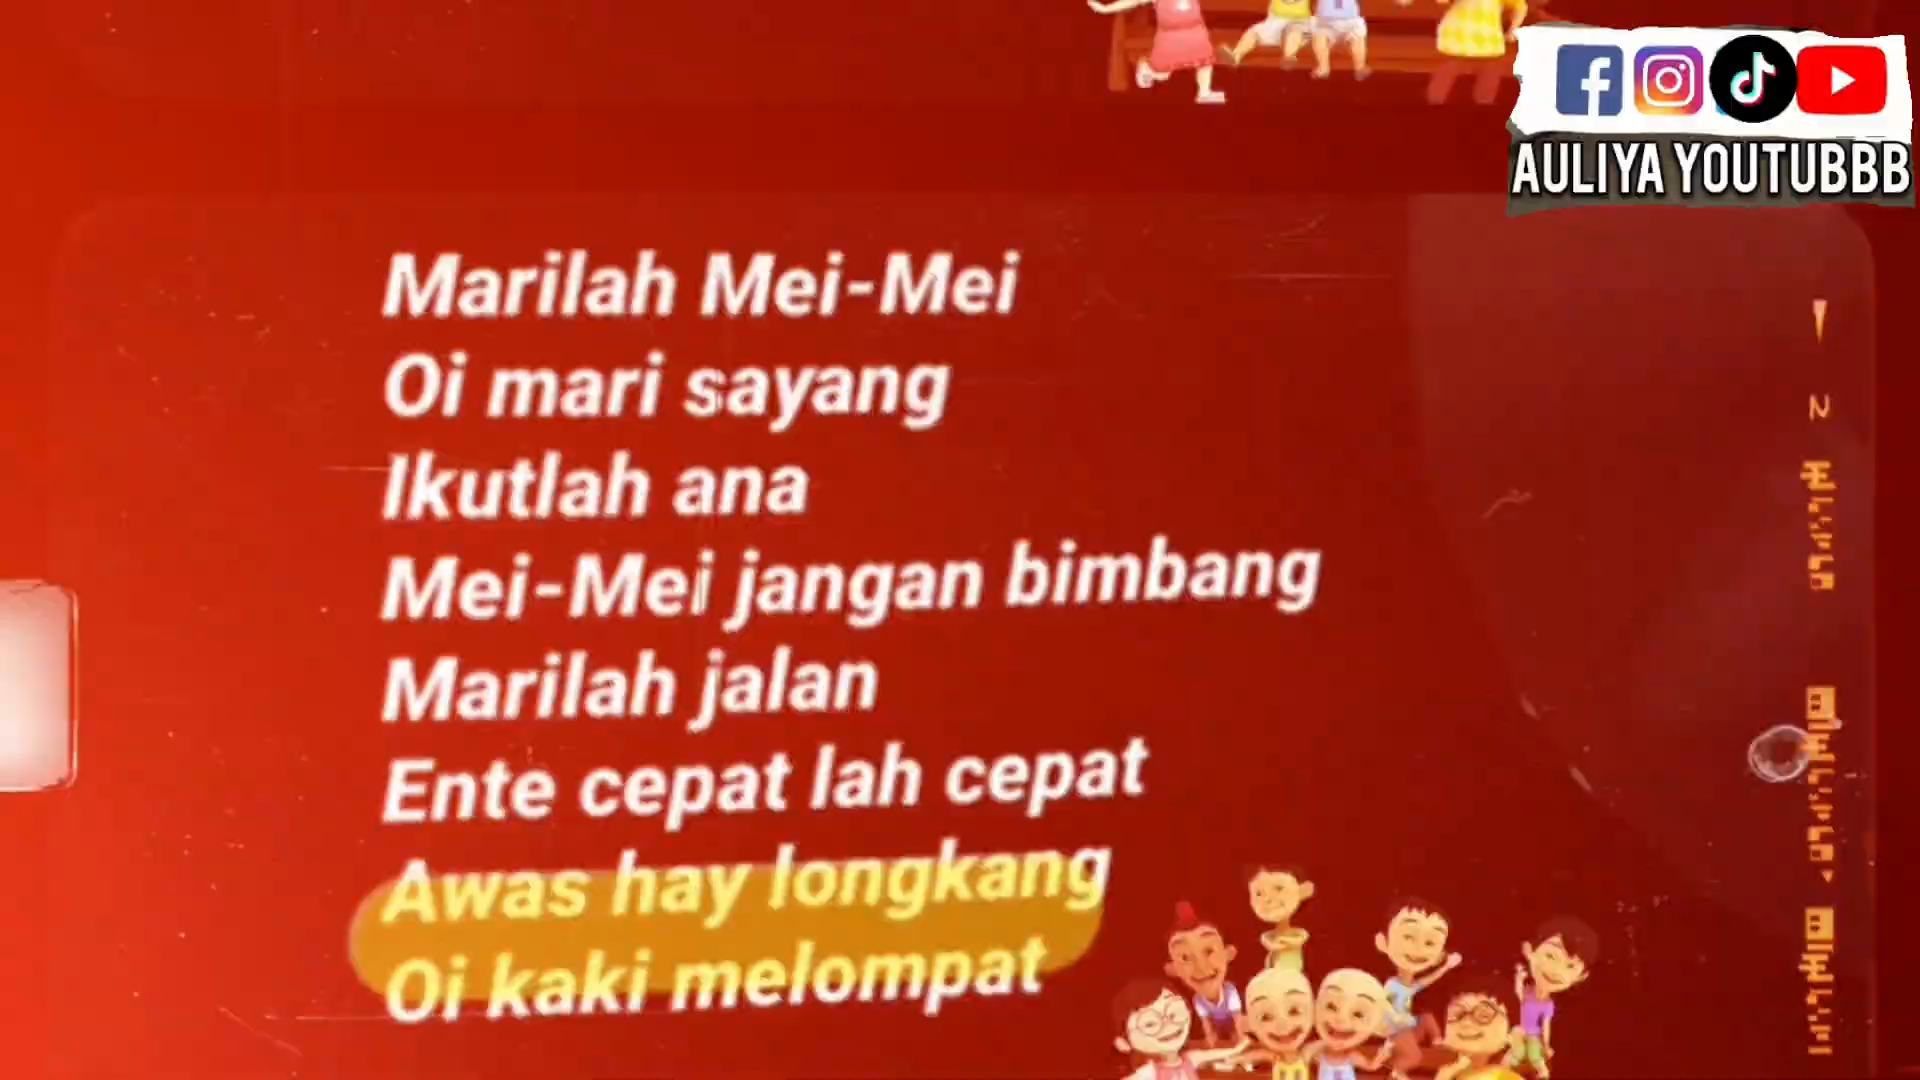 AULIYA YOUTUBBB
Marilah Mei-Mei
Oi mari sayang
Ikutlah ana
Mei-Mei jangan bimbang
Marilah jalan
Ente cepat lah cepat
Awas hay longkang
Oi kaki melompat